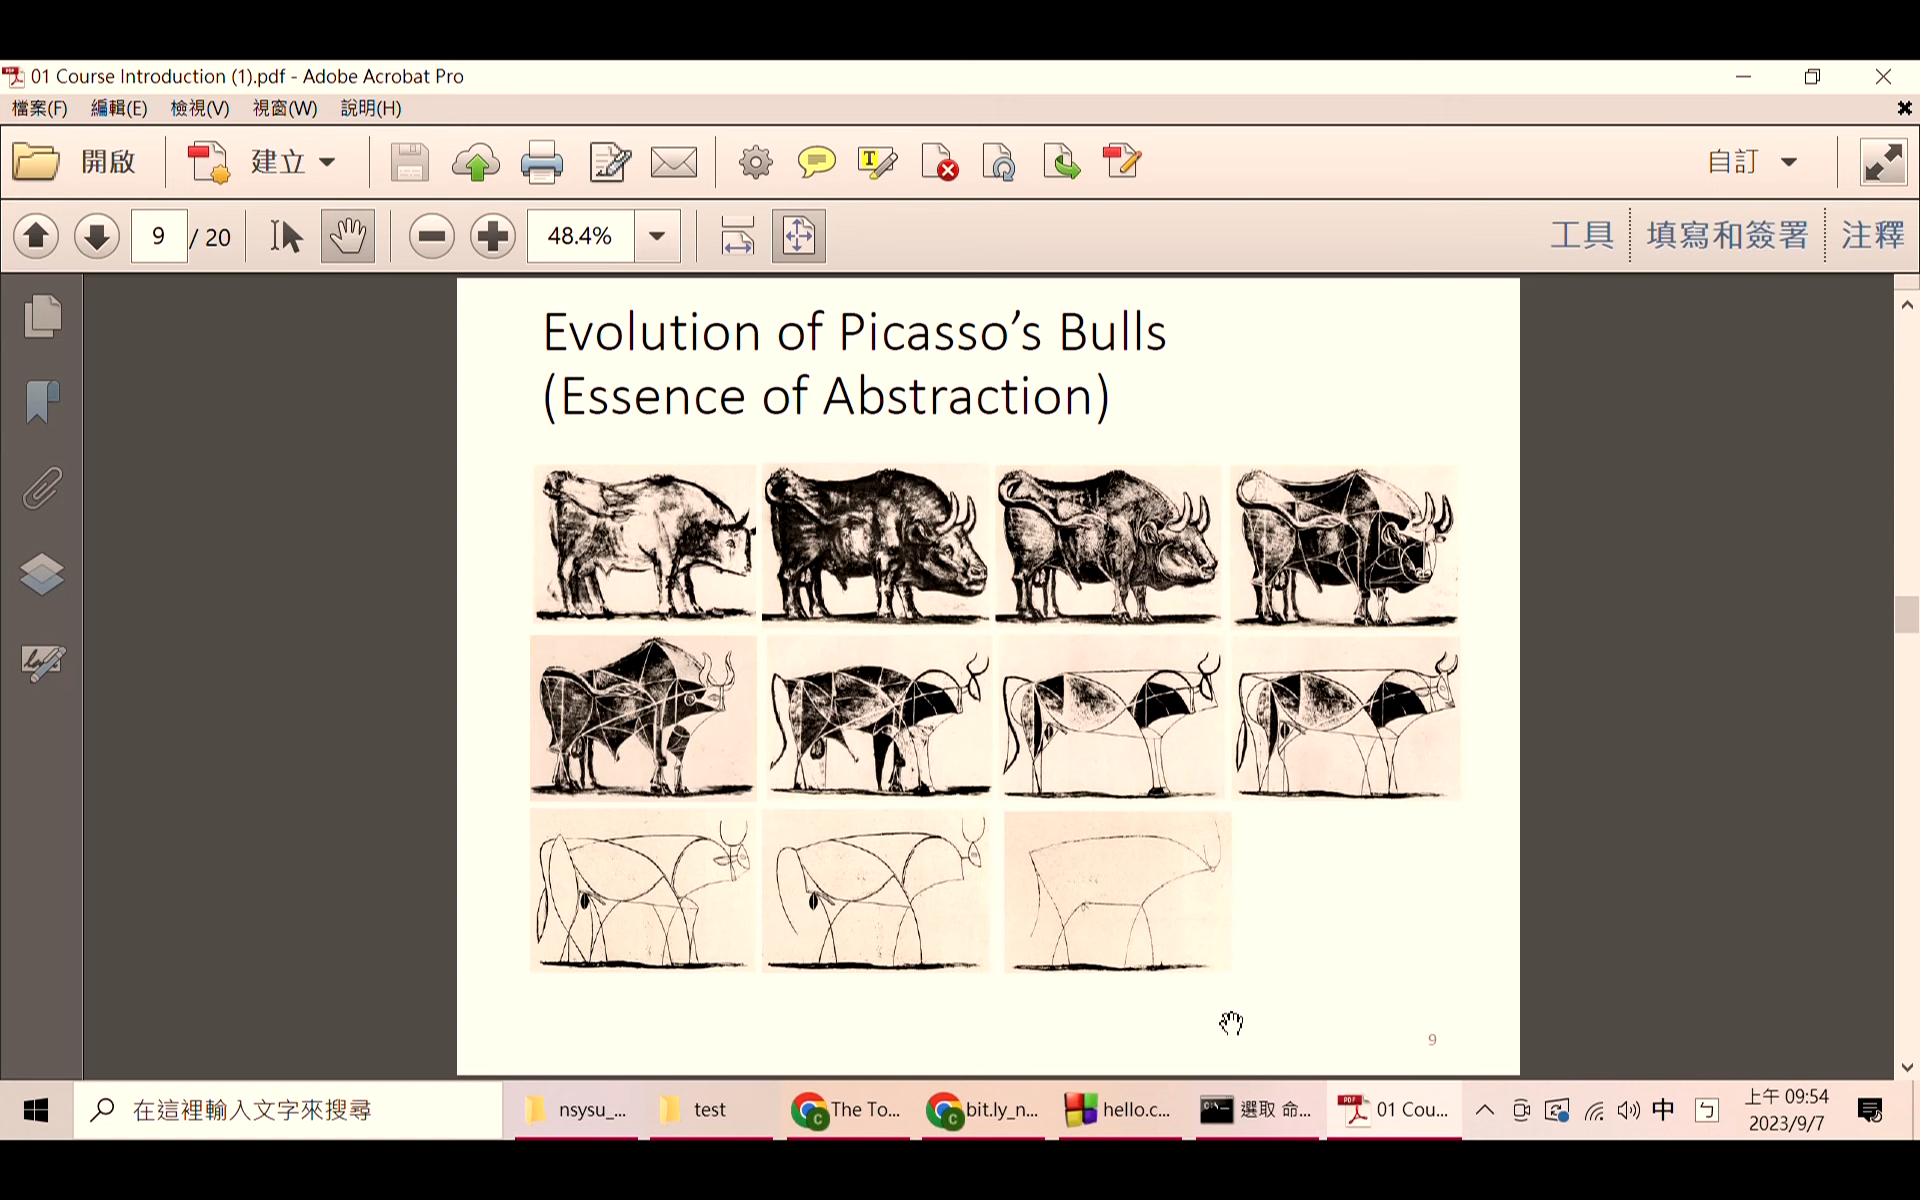 01 Course Introduction (1).pdf - Adobe Acrobat Pro
檔案(F) 編輯(E) 檢視(V) 視窗(W) 說明(H)
開啟 建立 自訂
9 / 20 48.4% 工具 填寫和簽署 注釋
Evolution of Picasso’s Bulls
(Essence of Abstraction)
9
在這裡輸入文字來搜尋 nsysu_... test The To... bit.ly_n... hello.c... 選取 命... 01 Cou... 中 上午 09:54
2023/9/7